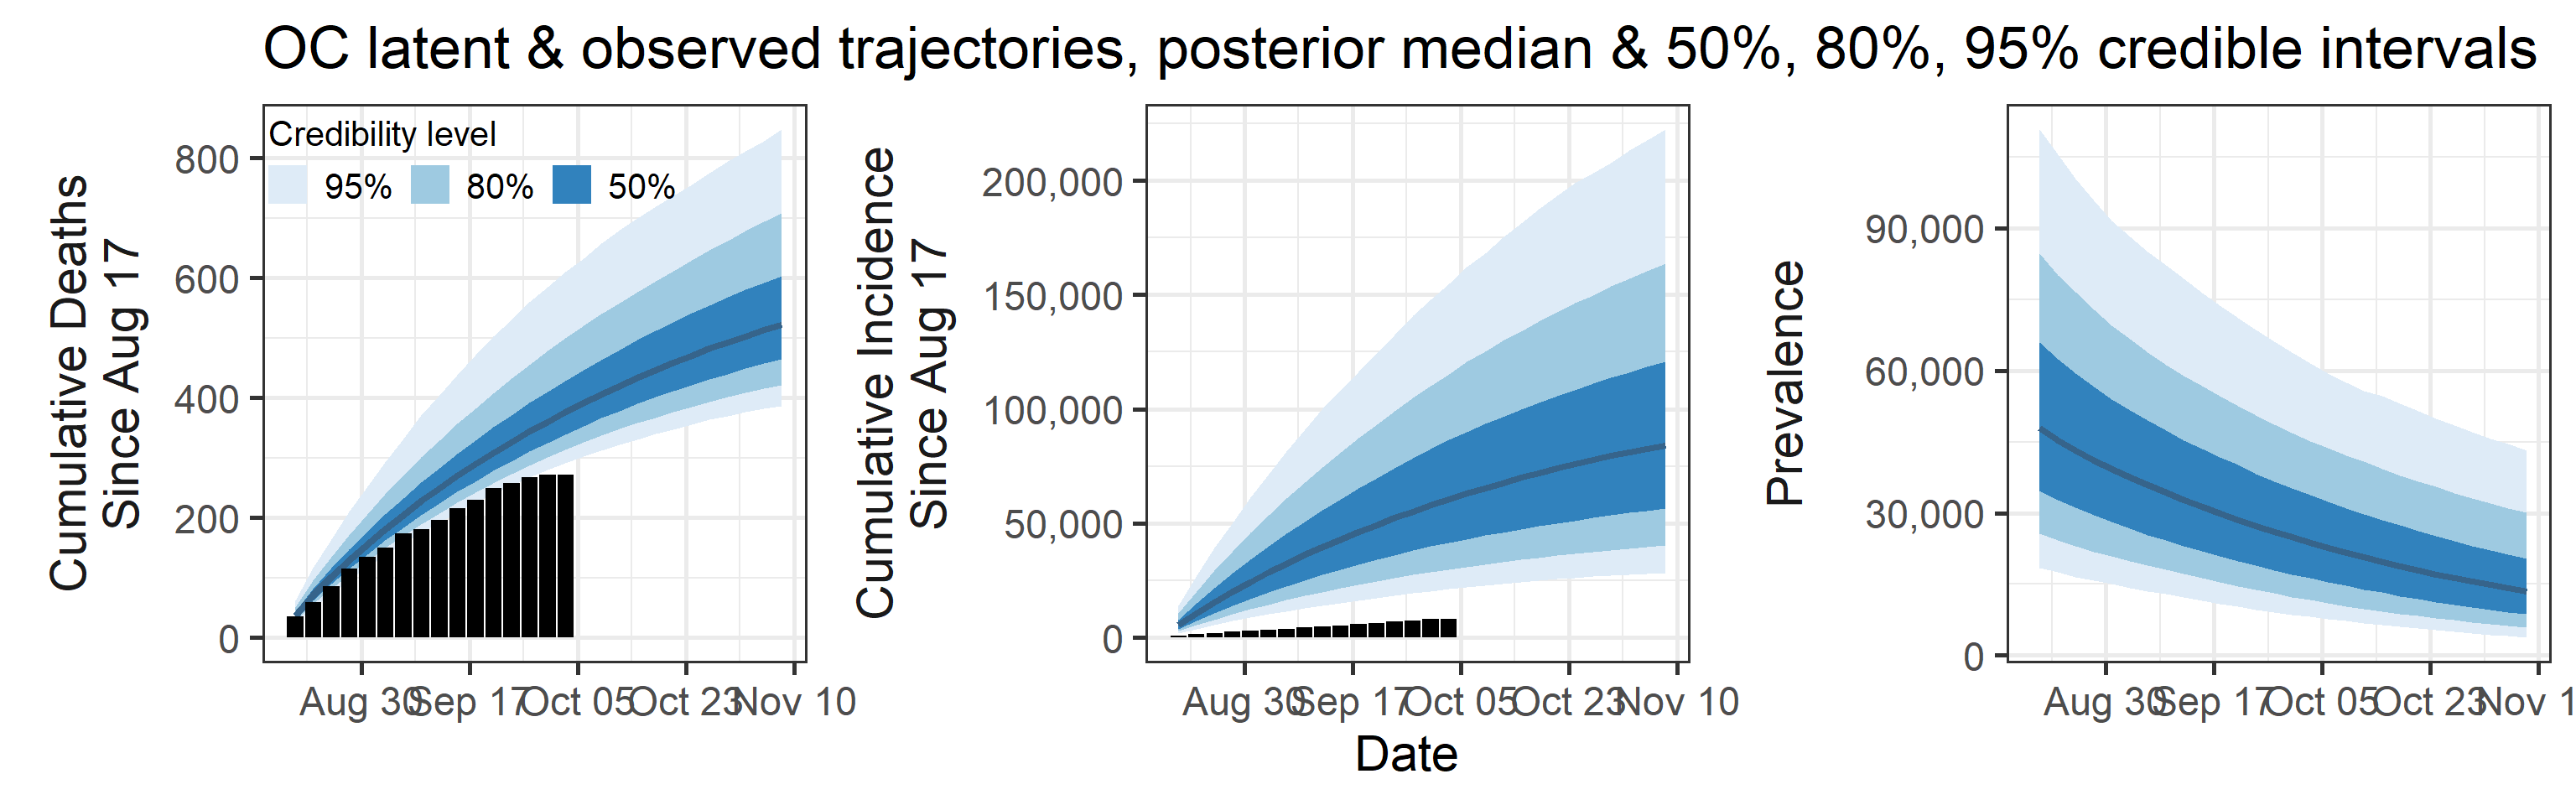 OC latent & observed trajectories, posterior median & 50%, 80%, 95% credible intervals
Cumulative Deaths
Since Aug 17
Credibility level
95% 80% 50%
800
600
400
200
0
Aug 30 Sep 17 Oct 05 Oct 23 Nov 10
Cumulative Incidence
Since Aug 17
200,000
150,000
100,000
50,000
0
Aug 30 Sep 17 Oct 05 Oct 23 Nov 10
Date
Prevalence
90,000
60,000
30,000
0
Aug 30 Sep 17 Oct 05 Oct 23 Nov 1